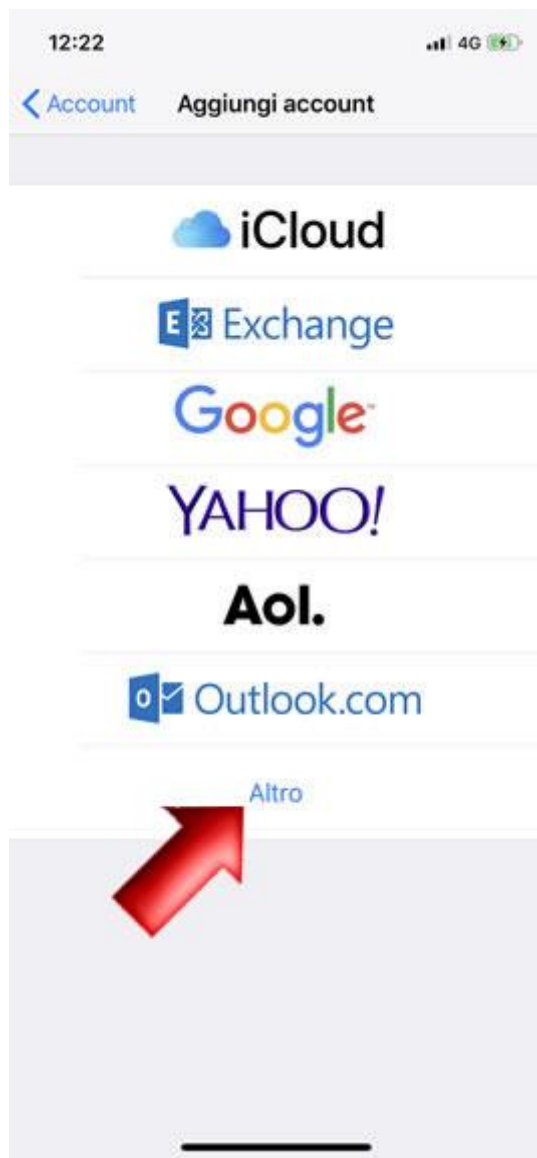 12:22 4G
Account Aggiungi account
iCloud
E Exchange
Google
YAHOO!
Aol.
o Outlook.com
Altro